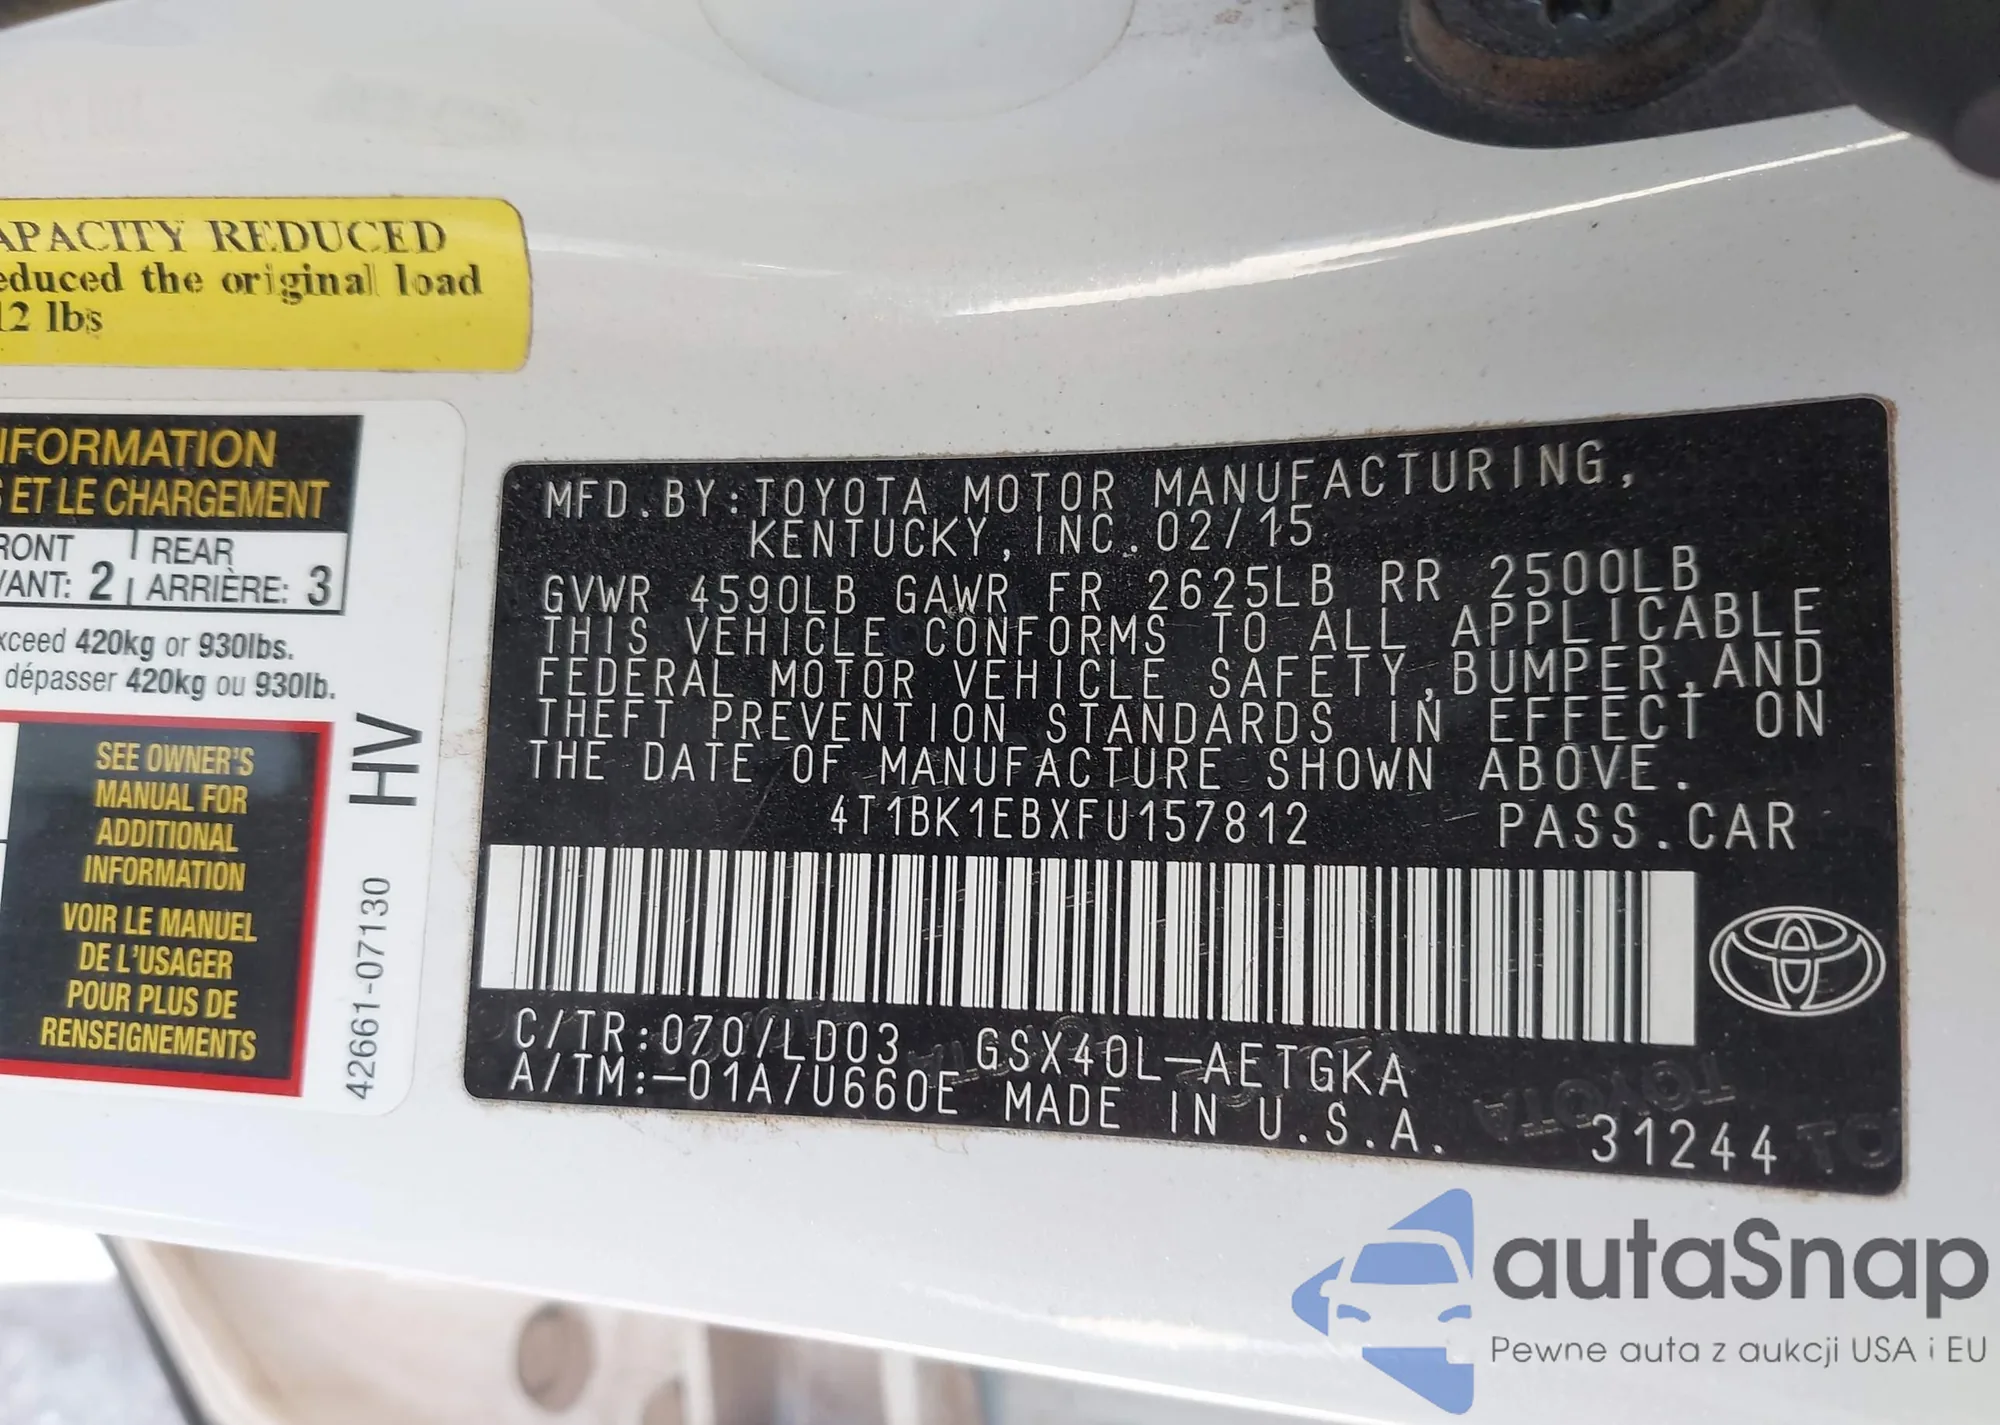 APACITY REDUCED
educed the original load
12 lbs
NFORMATION
S ET LE CHARGEMENT
RONT
VANT: 2
REAR
ARRIÈRE: 3
xceed 420kg or 930lbs.
dépasser 420kg ou 930lb.
SEE OWNER'S
MANUAL FOR
ADDITIONAL
INFORMATION
VOIR LE MANUEL
DE L'USAGER
POUR PLUS DE
RENSEIGNEMENTS
HV
42661-07130
MFD.BY:TOYOTA MOTOR MANUFACTURING,
KENTUCKY, INC. 02/15
GVWR 4590LB GAWR FR 2625LB RR 2500LB
THIS VEHICLE CONFORMS TO ALL APPLICABLE
FEDERAL MOTOR VEHICLE SAFETY,BUMPER,AND
THEFT PREVENTION STANDARDS IN EFFECT ON
THE DATE OF MANUFACTURE SHOWN ABOVE.
4T1BK1EBXFU157812 PASS.CAR
C/TR:070/LD03 GSX40L-AETGKA
A/TM:-01A/U660E MADE IN U.S.A.
31244
autaSnap
Pewne auta z aukcji USA i EU